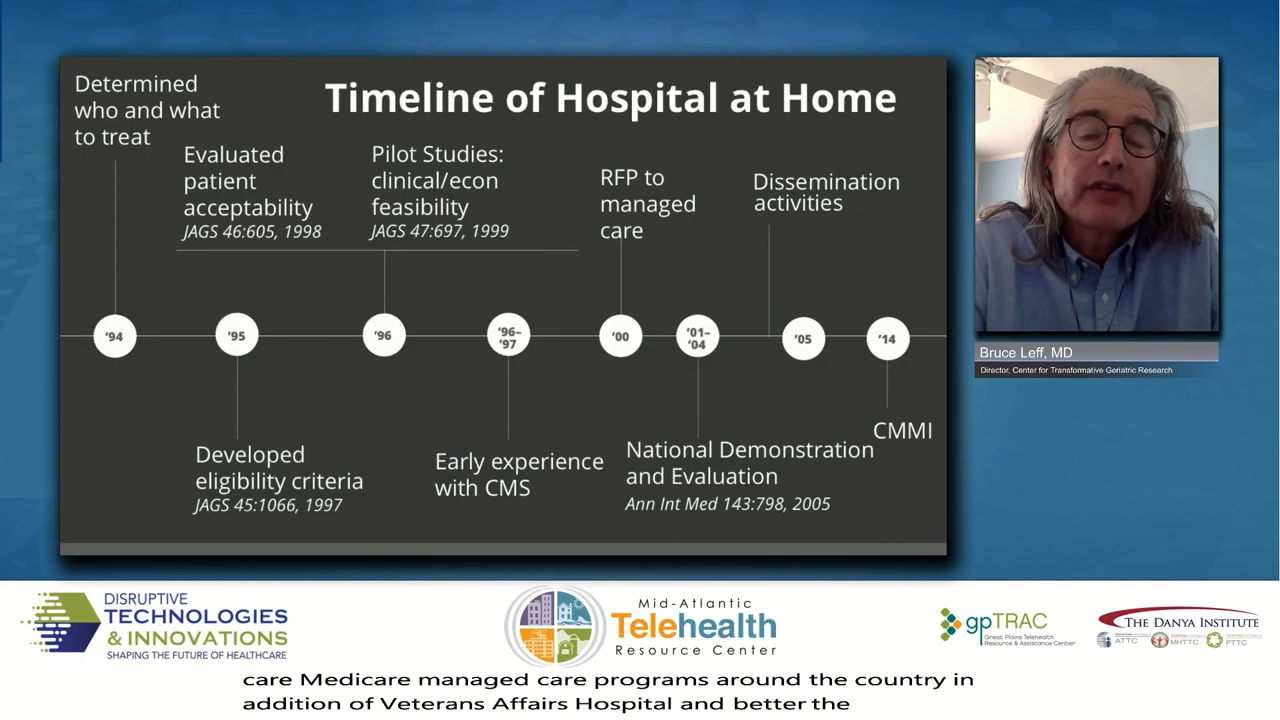 Timeline of Hospital at Home
Determined
who and what
to treat
Evaluated
patient
acceptability
JAGS 46:605, 1998
Pilot Studies:
clinical/econ
feasibility
JAGS 47:697, 1999
RFP to
managed
care
Dissemination
activities
'94
'95
'96
'96–
'97
'00
'01–
'04
'05
'14
Developed
eligibility criteria
JAGS 45:1066, 1997
Early experience
with CMS
National Demonstration
and Evaluation
Ann Int Med 143:798, 2005
CMMI
Bruce Leff, MD
Director, Center for Transformative Geriatric Research
DISRUPTIVE
TECHNOLOGIES
& INNOVATIONS
SHAPING THE FUTURE OF HEALTHCARE
Mid-Atlantic
Telehealth
Resource Center
gpTRAC
Great Plains Telehealth
Resource & Assistance Center
THE DANYA INSTITUTE
ATTC
MHTTC
PTTC
care Medicare managed care programs around the country in
addition of Veterans Affairs Hospital and better the